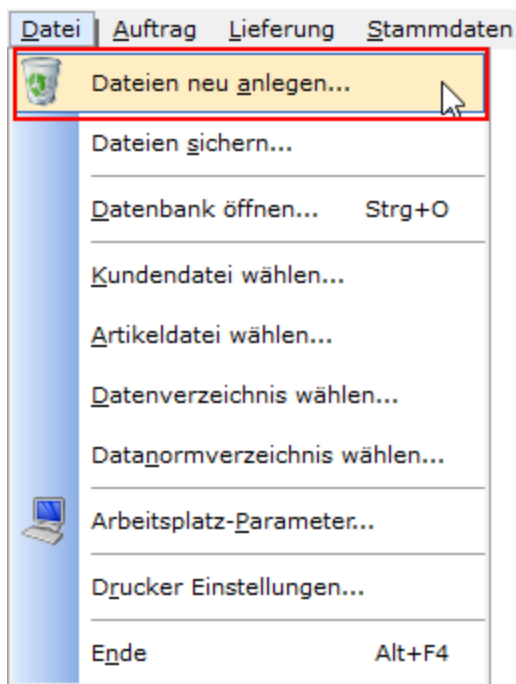 Datei Auftrag Lieferung Stammdaten
Dateien neu anlegen...
Dateien sichern...
Datenbank öffnen... Strg+O
Kundendatei wählen...
Artikeldatei wählen...
Datenverzeichnis wählen...
Datanormverzeichnis wählen...
Arbeitsplatz-Parameter...
Drucker Einstellungen...
Ende Alt+F4